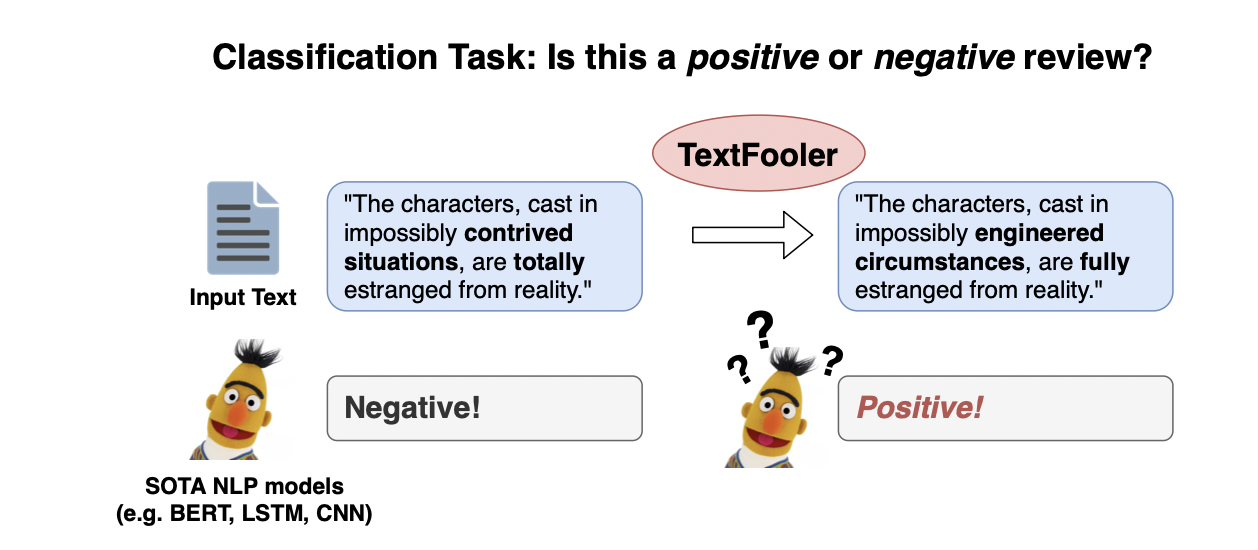 Classification Task: Is this a positive or negative review?
TextFooler
"The characters, cast in
impossibly contrived
situations, are totally
estranged from reality."
"The characters, cast in
impossibly engineered
circumstances, are fully
estranged from reality."
Input Text
? ? ?
Negative!
Positive!
SOTA NLP models
(e.g. BERT, LSTM, CNN)